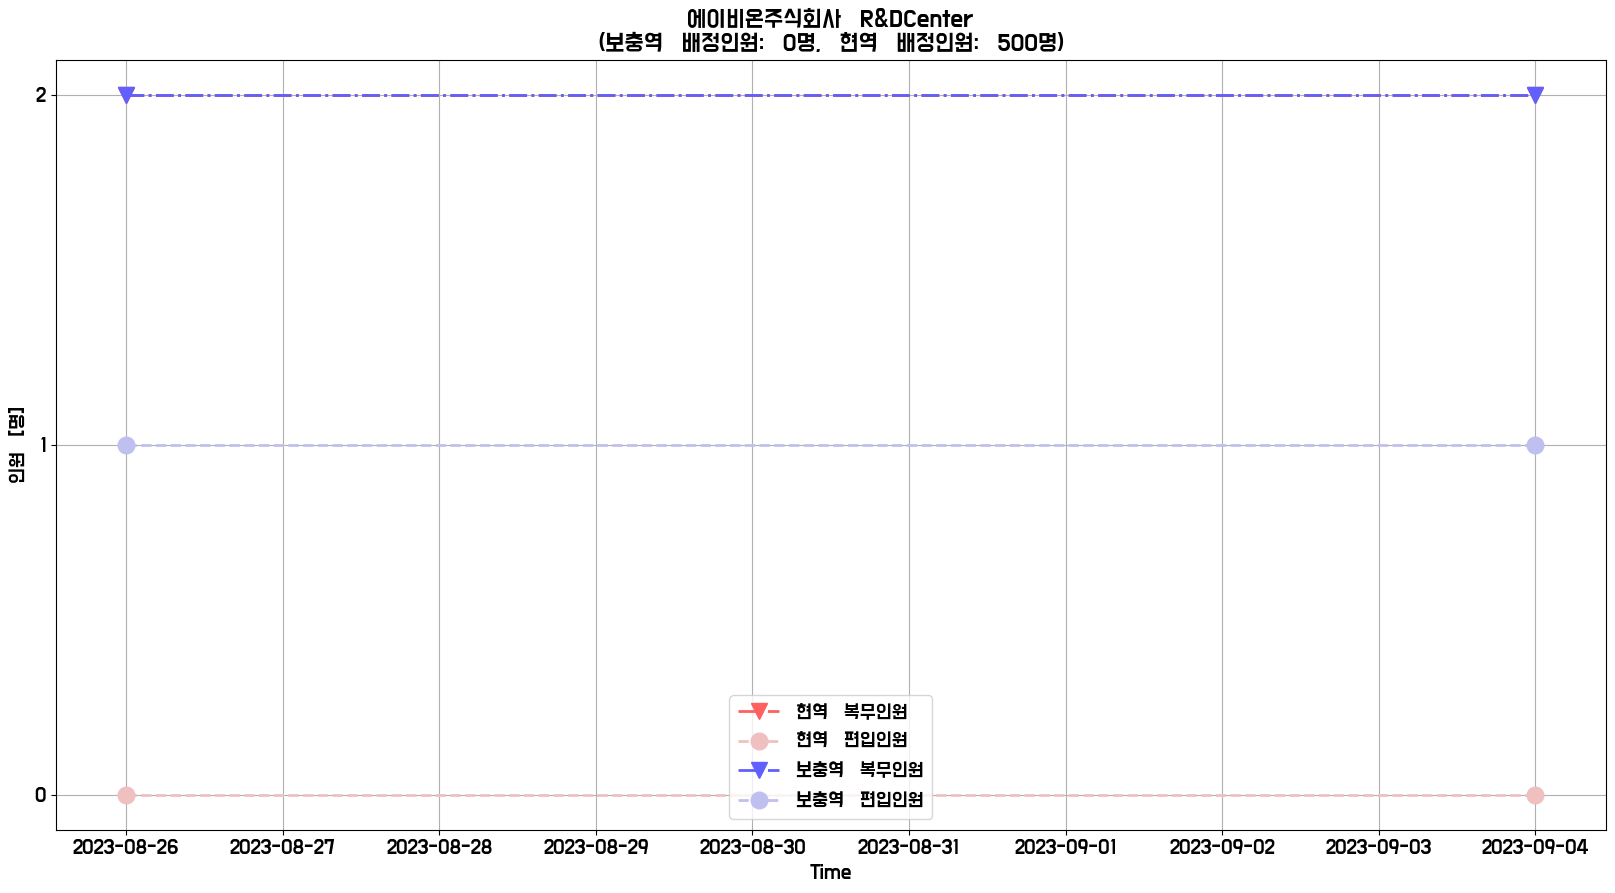 에이비온주식회사 R&DCenter
(보충역 배정인원: 0명, 현역 배정인원: 500명)
인원 [명]
2
1
0
현역 복무인원
현역 편입인원
보충역 복무인원
보충역 편입인원
2023-08-26 2023-08-27 2023-08-28 2023-08-29 2023-08-30 2023-08-31 2023-09-01 2023-09-02 2023-09-03 2023-09-04
Time